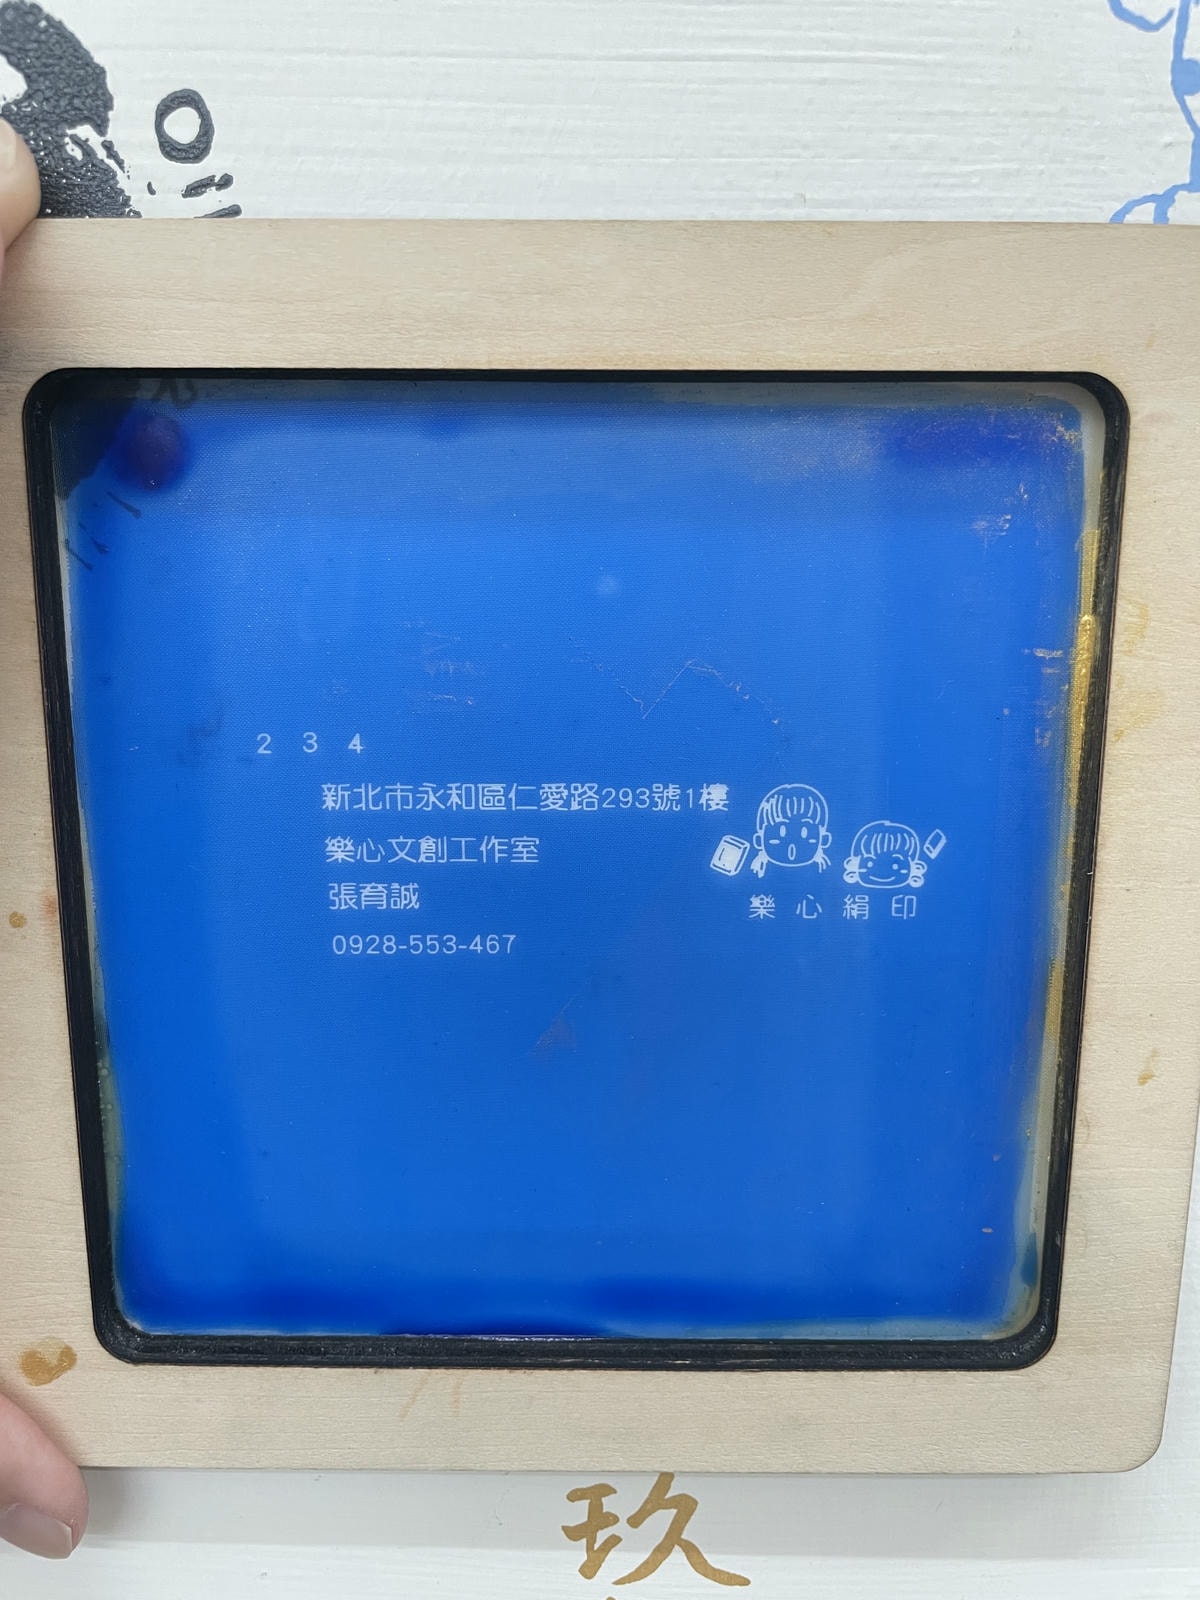 2 3 4
新北市永和區仁愛路293號1樓
樂心文創工作室
張育誠
0928-553-467
樂心絹印
玖